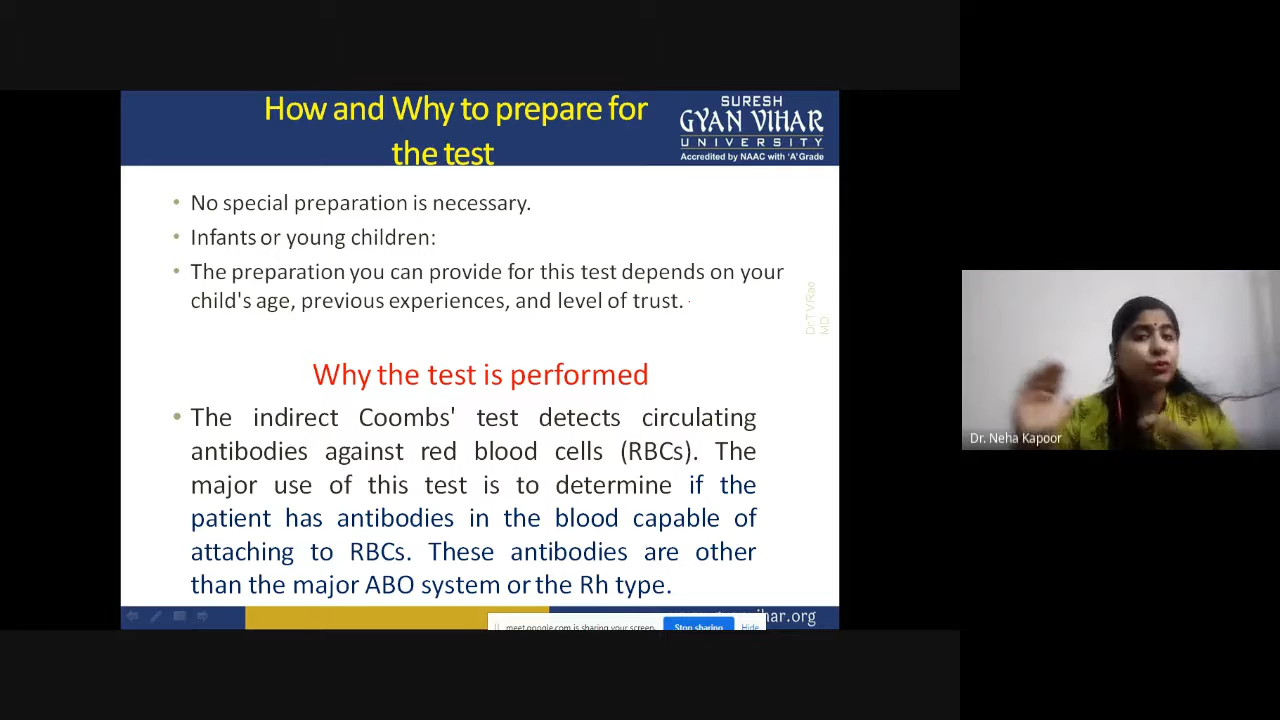 How and Why to prepare for
the test
SURESH
GYAN VIHAR
UNIVERSITY
Accredited by NAAC with 'A' Grade
• No special preparation is necessary.
• Infants or young children:
• The preparation you can provide for this test depends on your
child's age, previous experiences, and level of trust.
Dr.T.V.Rao
MD
Why the test is performed
• The indirect Coombs' test detects circulating
antibodies against red blood cells (RBCs). The
major use of this test is to determine if the
patient has antibodies in the blood capable of
attaching to RBCs. These antibodies are other
than the major ABO system or the Rh type.
meet.google.com is sharing your screen.
Stop sharing
Hide
Dr. Neha Kapoor